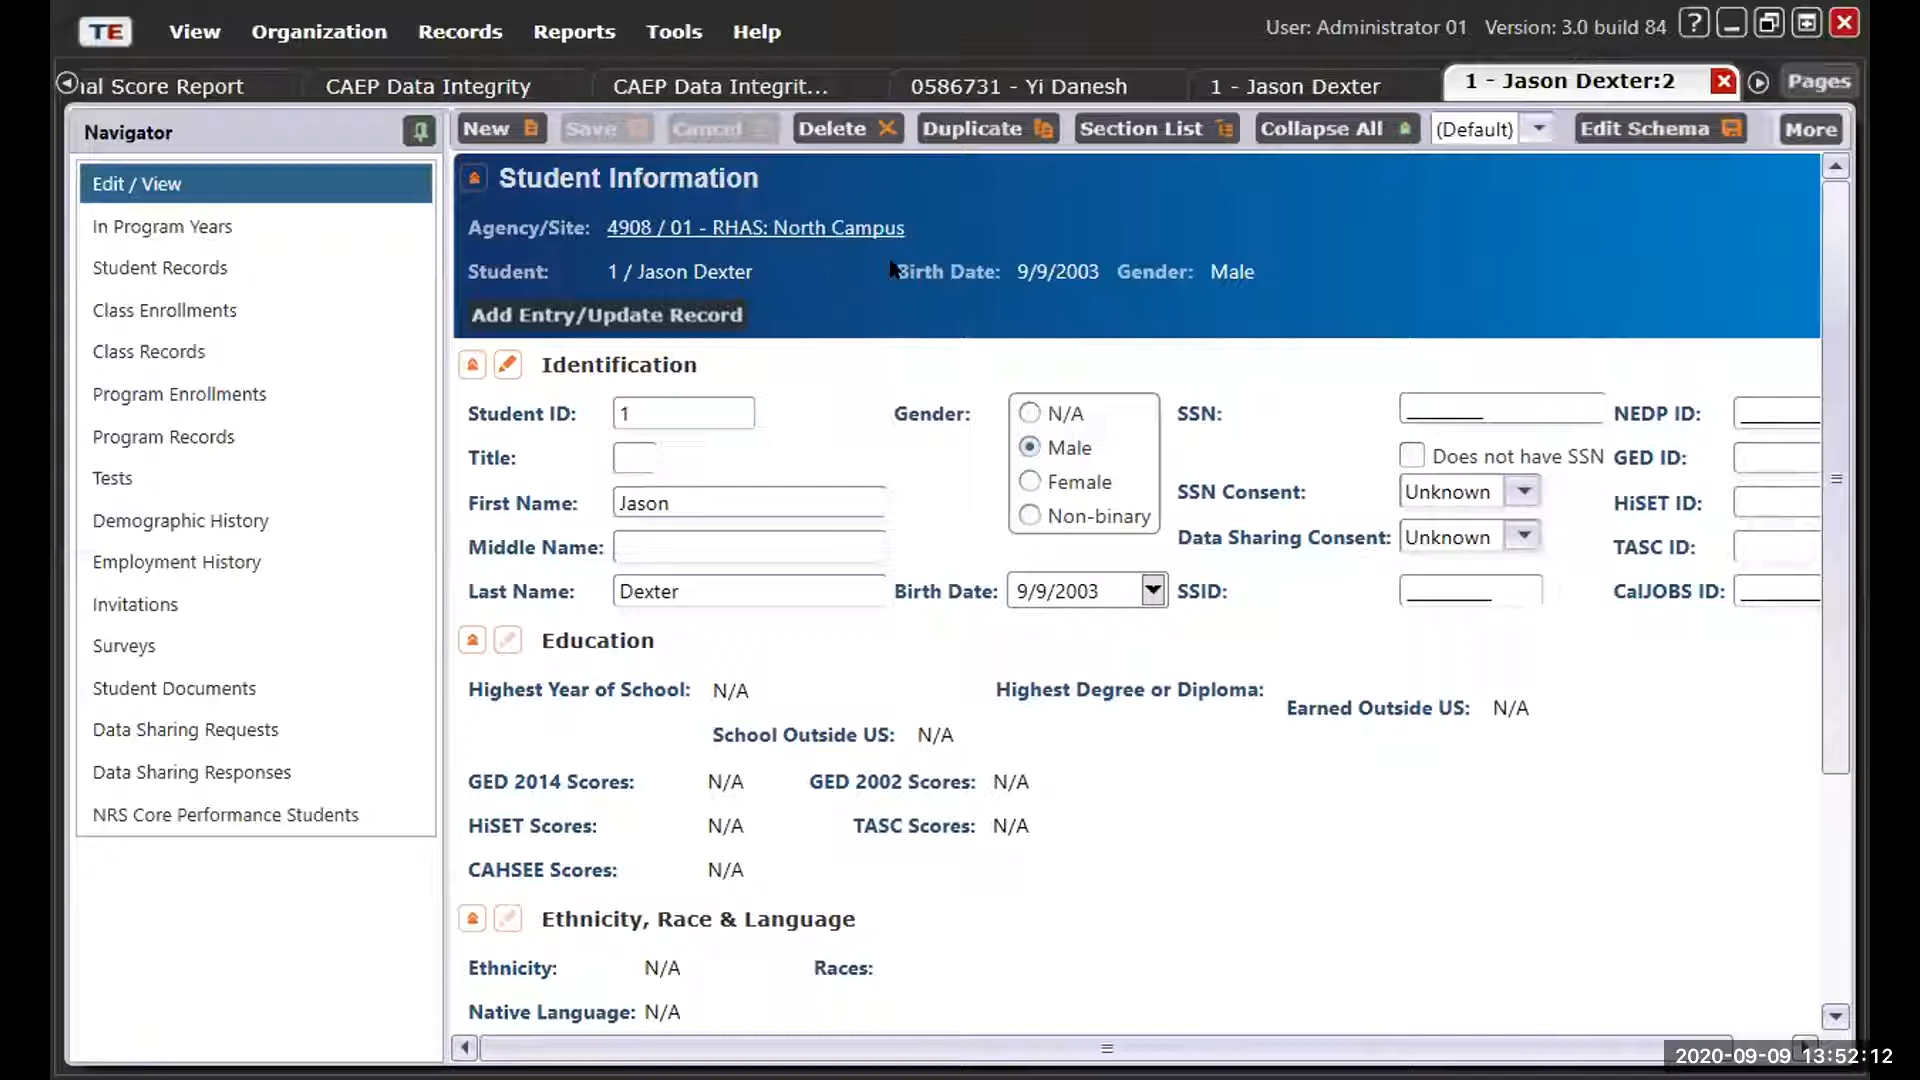 TE View Organization Records Reports Tools Help User: Administrator 01 Version: 3.0 build 84 ?
nal Score Report CAEP Data Integrity CAEP Data Integrit... 0586731 - Yi Danesh 1 - Jason Dexter 1 - Jason Dexter:2 Pages
Navigator
Edit / View
In Program Years
Student Records
Class Enrollments
Class Records
Program Enrollments
Program Records
Tests
Demographic History
Employment History
Invitations
Surveys
Student Documents
Data Sharing Requests
Data Sharing Responses
NRS Core Performance Students
New Save Cancel Delete Duplicate Section List Collapse All (Default) Edit Schema More
Student Information
Agency/Site: 4908 / 01 - RHAS: North Campus
Student: 1 / Jason Dexter Birth Date: 9/9/2003 Gender: Male
Add Entry/Update Record
Identification
Student ID: 1 Gender: N/A SSN: NEDP ID:
Title: Male Does not have SSN GED ID:
First Name: Jason Female SSN Consent: Unknown HiSET ID:
Middle Name: Non-binary Data Sharing Consent: Unknown TASC ID:
Last Name: Dexter Birth Date: 9/9/2003 SSID: CalJOBS ID:
Education
Highest Year of School: N/A Highest Degree or Diploma:
Earned Outside US: N/A
School Outside US: N/A
GED 2014 Scores: N/A GED 2002 Scores: N/A
HiSET Scores: N/A TASC Scores: N/A
CAHSEE Scores: N/A
Ethnicity, Race & Language
Ethnicity: N/A Races:
Native Language: N/A
2020-09-09 13:52:12